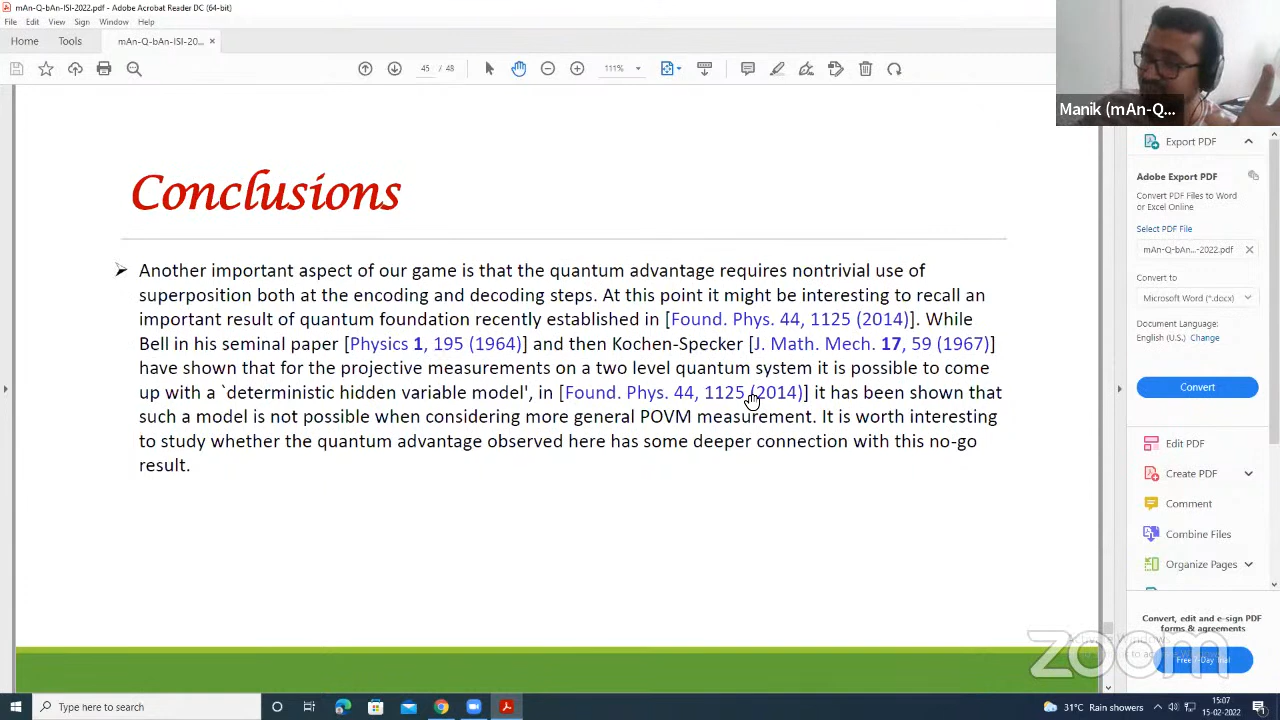 mAn-Q-bAn-ISI-2022.pdf - Adobe Acrobat Reader DC (64-bit)
File Edit View Sign Window Help
Home Tools mAn-Q-bAn-ISI-20... ×
45 / 48 111%
Manik (mAn-Q...
Conclusions
Another important aspect of our game is that the quantum advantage requires nontrivial use of
superposition both at the encoding and decoding steps. At this point it might be interesting to recall an
important result of quantum foundation recently established in [Found. Phys. 44, 1125 (2014)]. While
Bell in his seminal paper [Physics 1, 195 (1964)] and then Kochen-Specker [J. Math. Mech. 17, 59 (1967)]
have shown that for the projective measurements on a two level quantum system it is possible to come
up with a `deterministic hidden variable model', in [Found. Phys. 44, 1125 (2014)] it has been shown that
such a model is not possible when considering more general POVM measurement. It is worth interesting
to study whether the quantum advantage observed here has some deeper connection with this no-go
result.
Export PDF
Adobe Export PDF
Convert PDF Files to Word
or Excel Online
Select PDF File
mAn-Q-bAn...-2022.pdf ×
Convert to
Microsoft Word (*.docx)
Document Language:
English (U.S.) Change
Convert
Edit PDF
Create PDF
Comment
Combine Files
Organize Pages
Convert, edit and e-sign PDF
forms & agreements
Free 7-Day Trial
zoom
Type here to search
31°C Rain showers
15:07
15-02-2022